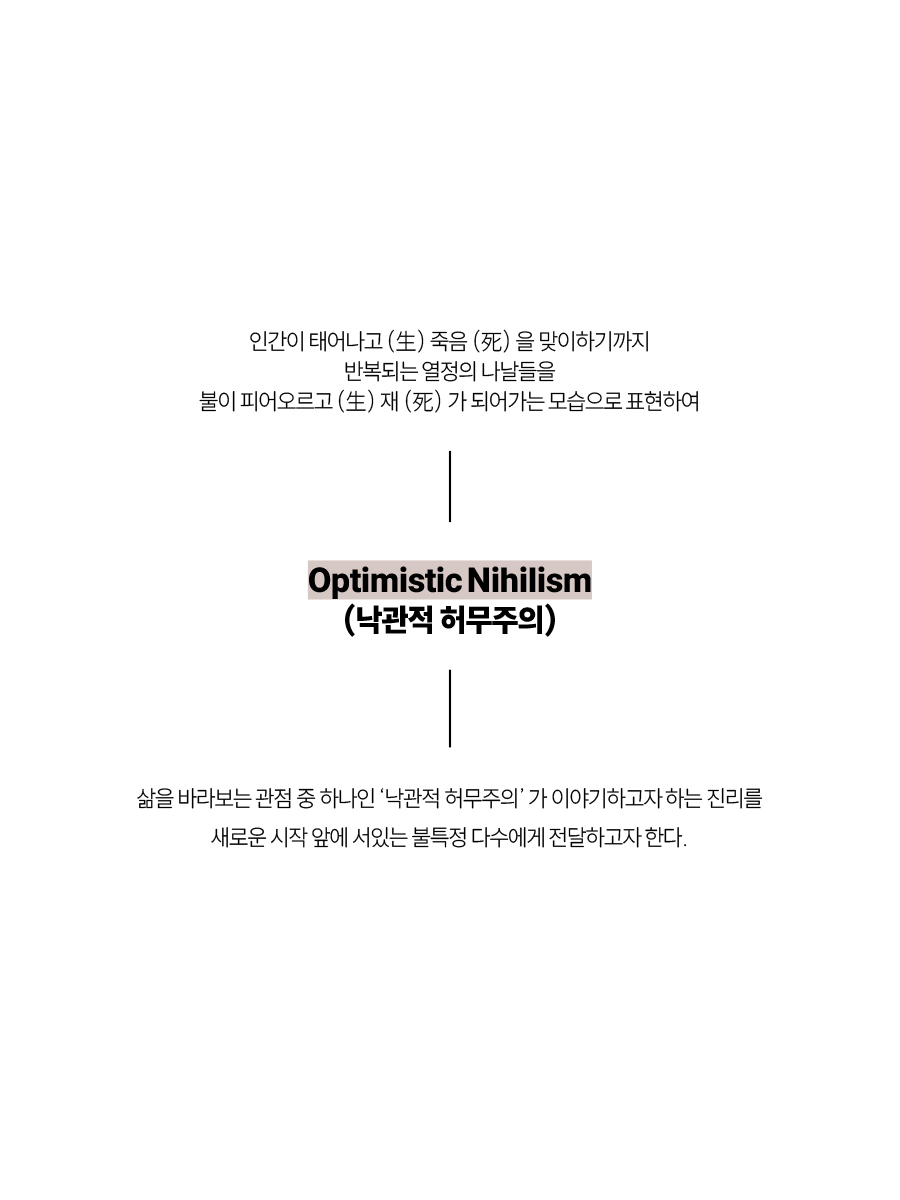 인간이 태어나고 (生) 죽음 (死) 을 맞이하기까지
반복되는 열정의 나날들을
불이 피어오르고 (生) 재 (死) 가 되어가는 모습으로 표현하여
Optimistic Nihilism
(낙관적 허무주의)
삶을 바라보는 관점 중 하나인 ‘낙관적 허무주의’ 가 이야기하고자 하는 진리를
새로운 시작 앞에 서있는 불특정 다수에게 전달하고자 한다.